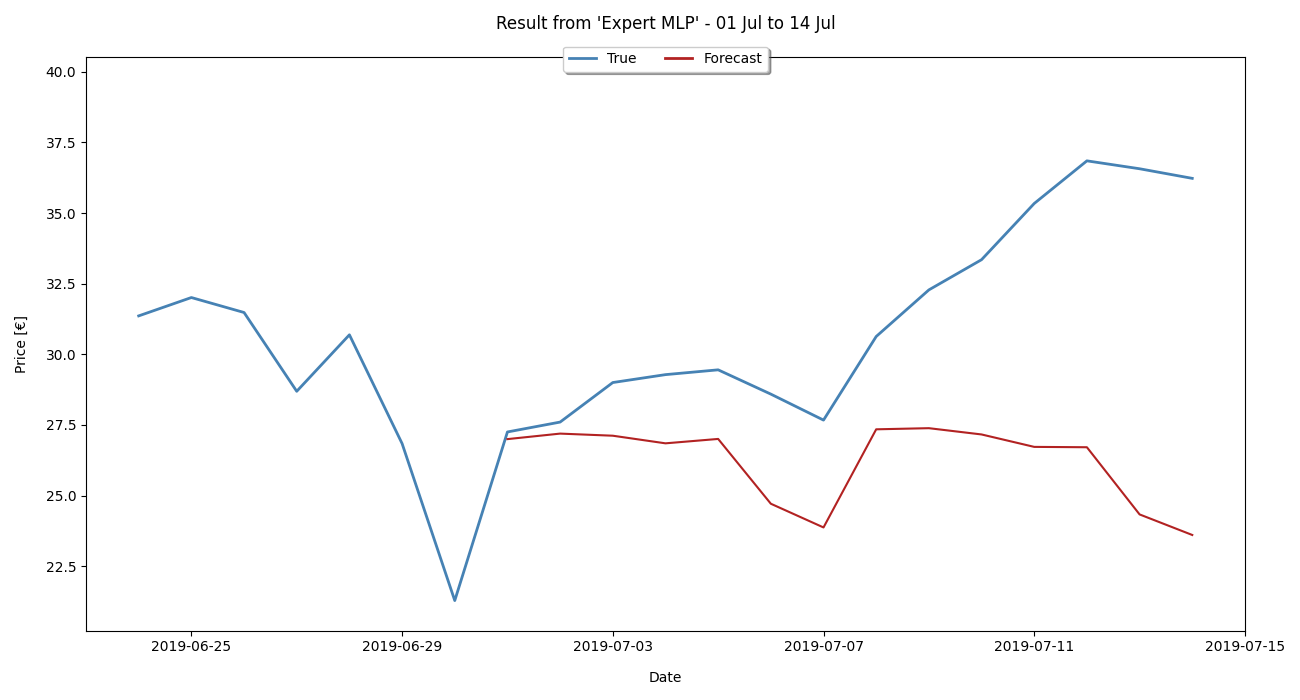 Result from 'Expert MLP' - 01 Jul to 14 Jul
True Forecast
40.0
37.5
35.0
32.5
30.0
27.5
25.0
22.5
Price [€]
2019-06-25 2019-06-29 2019-07-03 2019-07-07 2019-07-11 2019-07-15
Date